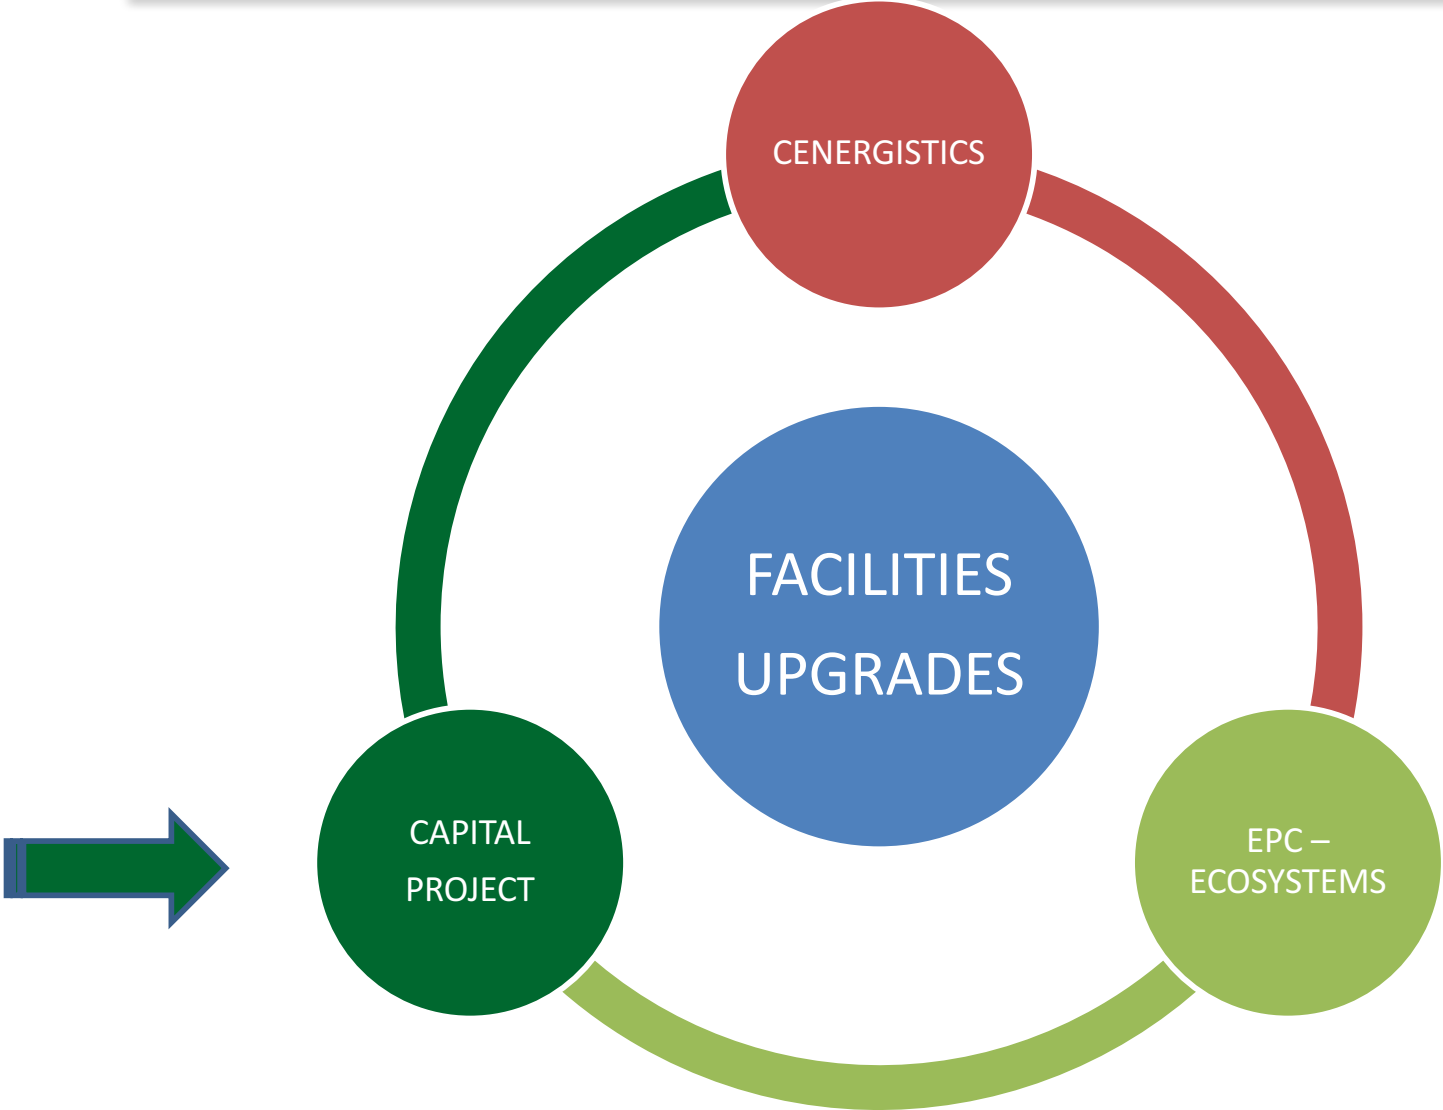 CENERGISTICS
FACILITIES
UPGRADES
CAPITAL
PROJECT
EPC –
ECOSYSTEMS